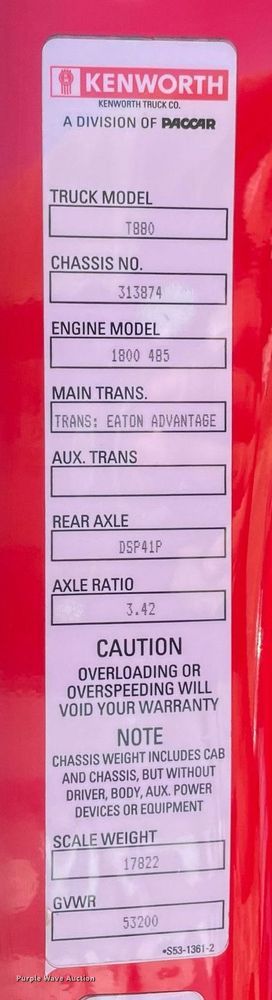 KENWORTH
KENWORTH TRUCK CO.
A DIVISION OF PACCAR
TRUCK MODEL
T880
CHASSIS NO.
313874
ENGINE MODEL
1800 485
MAIN TRANS.
TRANS: EATON ADVANTAGE
AUX. TRANS
REAR AXLE
DSP41P
AXLE RATIO
3.42
CAUTION
OVERLOADING OR
OVERSPEEDING WILL
VOID YOUR WARRANTY
NOTE
CHASSIS WEIGHT INCLUDES CAB
AND CHASSIS, BUT WITHOUT
DRIVER, BODY, AUX. POWER
DEVICES OR EQUIPMENT
SCALE WEIGHT
17822
GVWR
53200
•S53-1361-2
Purple Wave Auction